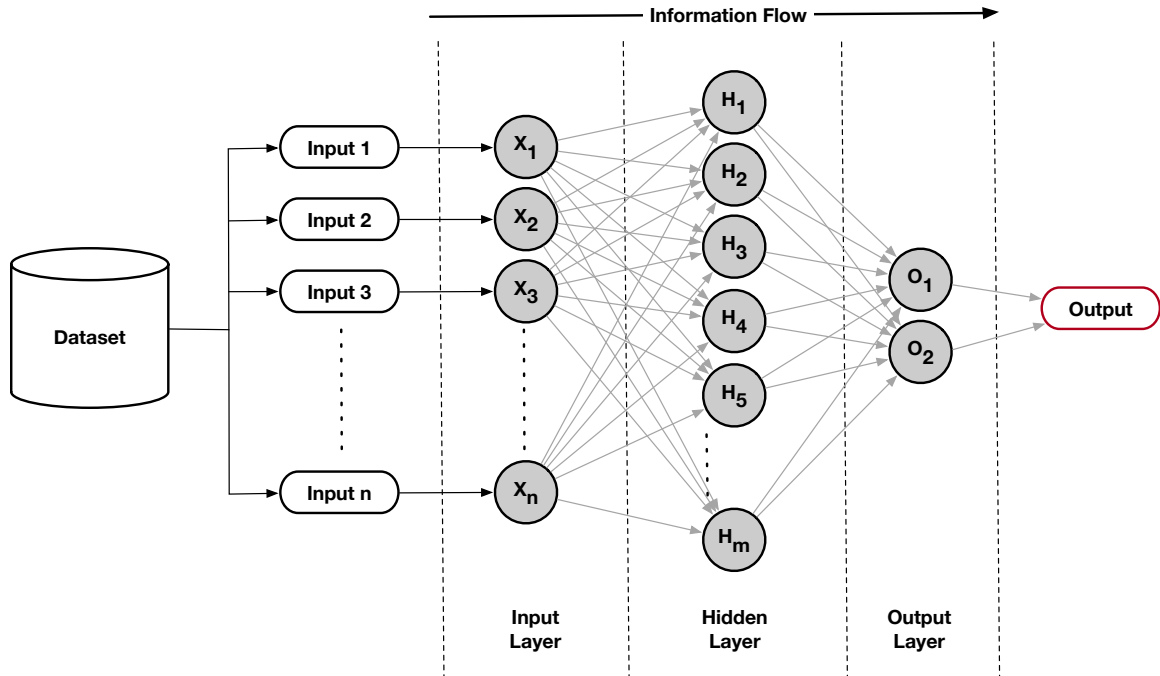 Information Flow
Dataset
Input 1
Input 2
Input 3
Input n
X1
X2
X3
Xn
H1
H2
H3
H4
H5
Hm
O1
O2
Output
Input
Layer
Hidden
Layer
Output
Layer